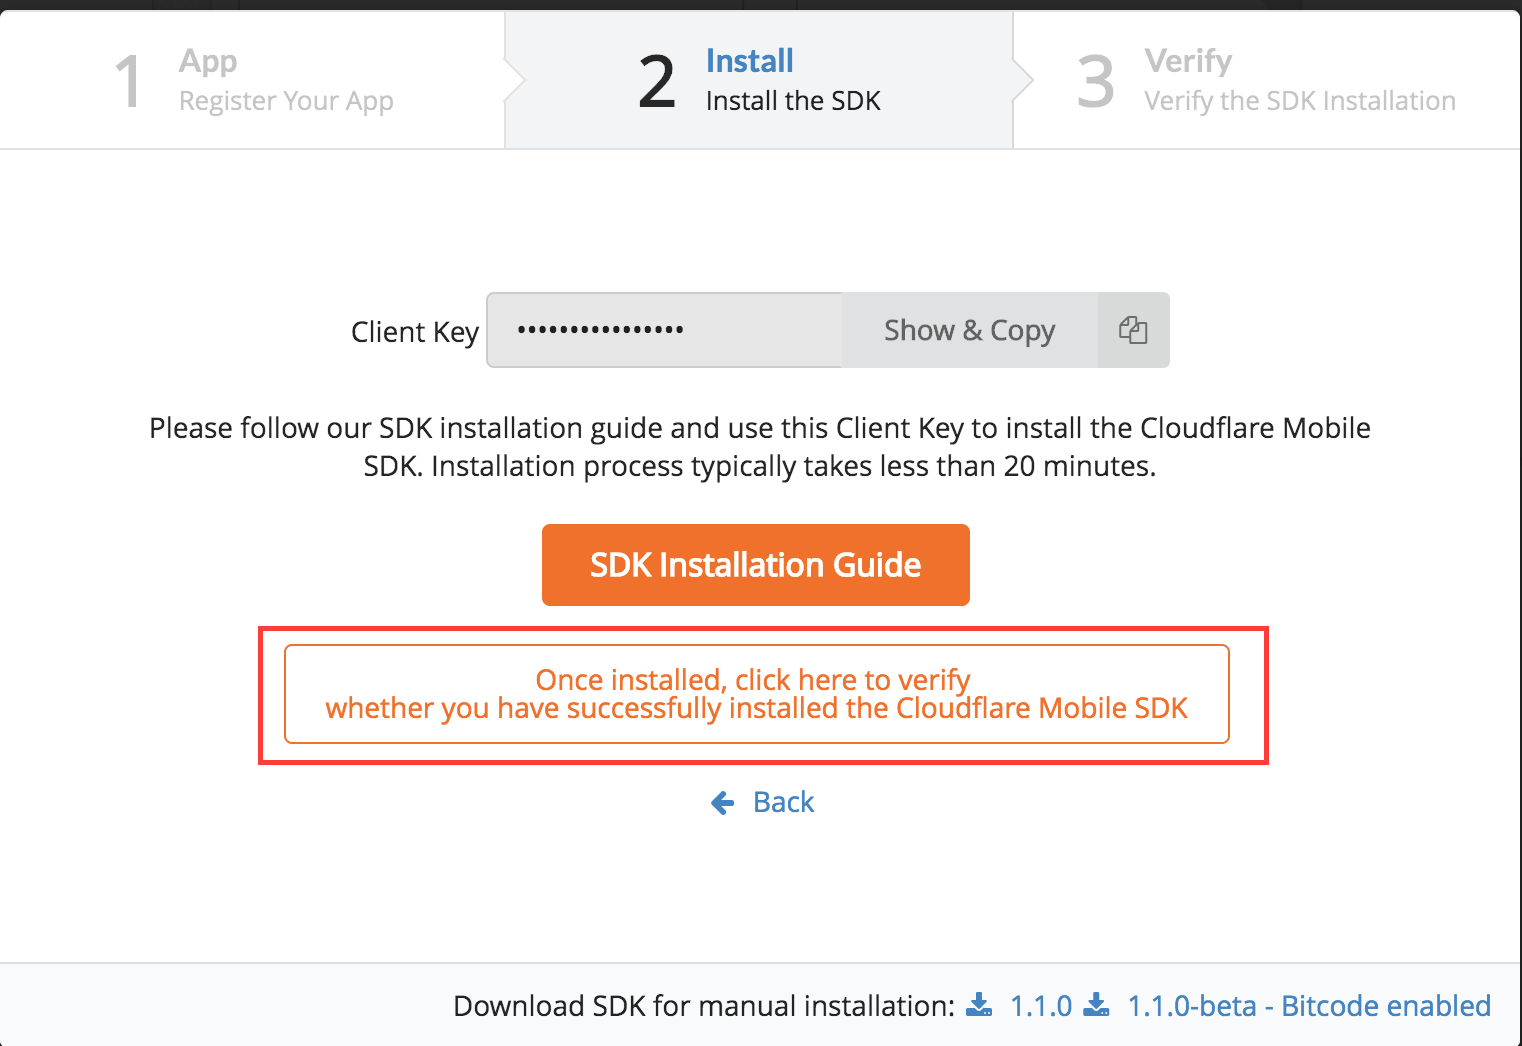 1 App
Register Your App
2 Install
Install the SDK
3 Verify
Verify the SDK Installation
Client Key •••••••••••••••• Show & Copy
Please follow our SDK installation guide and use this Client Key to install the Cloudflare Mobile
SDK. Installation process typically takes less than 20 minutes.
SDK Installation Guide
Once installed, click here to verify
whether you have successfully installed the Cloudflare Mobile SDK
Back
Download SDK for manual installation: 1.1.0 1.1.0-beta - Bitcode enabled